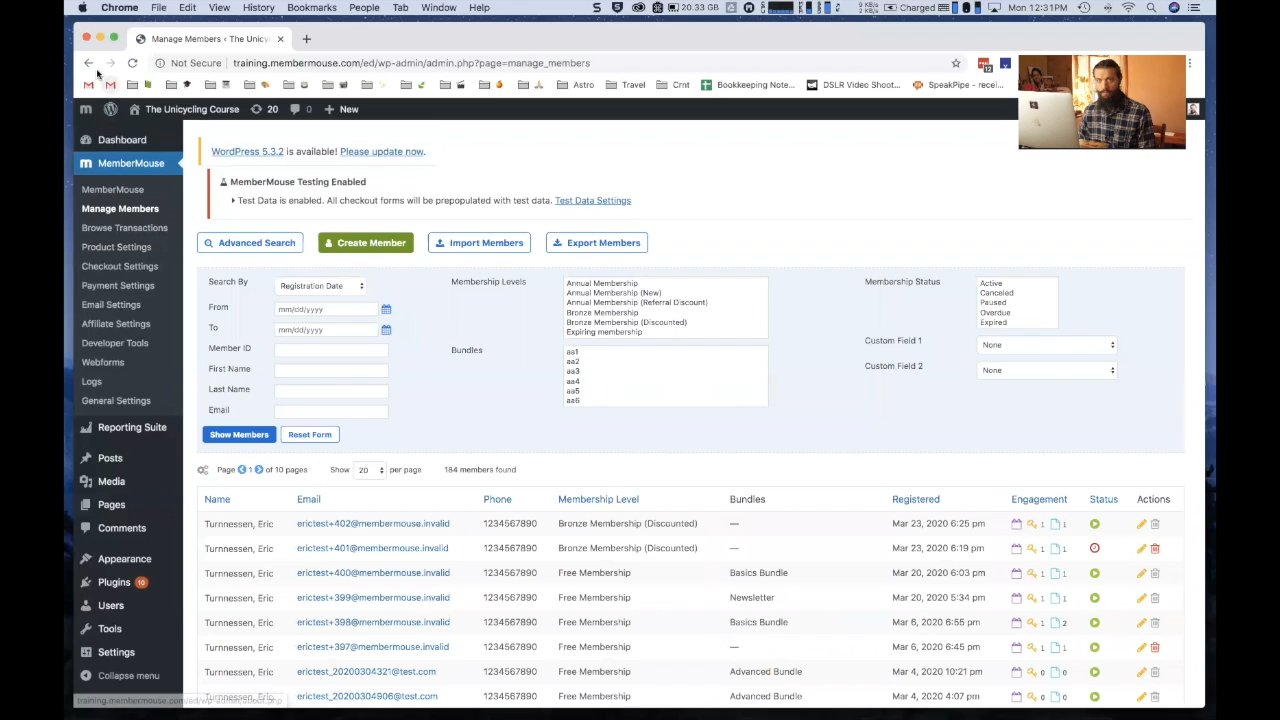 Chrome File Edit View History Bookmarks People Tab Window Help 20.33 GB Charged Mon 12:31PM
Manage Members ‹ The Unicyc
Not Secure training.membermouse.com/ed/wp-admin/admin.php?page=manage_members
Astro Travel Crnt Bookkeeping Note... DSLR Video Shoot... SpeakPipe - recei...
The Unicycling Course 20 0 New
Dashboard
MemberMouse
MemberMouse
Manage Members
Browse Transactions
Product Settings
Checkout Settings
Payment Settings
Email Settings
Affiliate Settings
Developer Tools
Webforms
Logs
General Settings
Reporting Suite
Posts
Media
Pages
Comments
Appearance
Plugins 10
Users
Tools
Settings
Collapse menu
training.membermouse.com/ed/wp-admin/about.php
WordPress 5.3.2 is available! Please update now.
MemberMouse Testing Enabled
Test Data is enabled. All checkout forms will be prepopulated with test data. Test Data Settings
Advanced Search Create Member Import Members Export Members
Search By Registration Date
From mm/dd/yyyy
To mm/dd/yyyy
Member ID
First Name
Last Name
Email
Membership Levels
Annual Membership
Annual Membership (New)
Annual Membership (Referral Discount)
Bronze Membership
Bronze Membership (Discounted)
Expiring membership
Bundles
aa1
aa2
aa3
aa4
aa5
aa6
Membership Status
Active
Canceled
Paused
Overdue
Expired
Custom Field 1 None
Custom Field 2 None
Show Members Reset Form
Page 1 of 10 pages Show 20 per page 184 members found
Name Email Phone Membership Level Bundles Registered Engagement Status Actions
Turnnessen, Eric erictest+402@membermouse.invalid 1234567890 Bronze Membership (Discounted) — Mar 23, 2020 6:25 pm 1 1
Turnnessen, Eric erictest+401@membermouse.invalid 1234567890 Bronze Membership (Discounted) — Mar 23, 2020 6:19 pm 1 1
Turnnessen, Eric erictest+400@membermouse.invalid 1234567890 Free Membership Basics Bundle Mar 20, 2020 6:03 pm 1 1
Turnnessen, Eric erictest+399@membermouse.invalid 1234567890 Free Membership Newsletter Mar 20, 2020 5:34 pm 1 1
Turnnessen, Eric erictest+398@membermouse.invalid 1234567890 Free Membership Basics Bundle Mar 6, 2020 6:55 pm 1 2
Turnnessen, Eric erictest+397@membermouse.invalid 1234567890 Free Membership — Mar 6, 2020 6:45 pm 1 1
Turnnessen, Eric erictest_20200304321@test.com 1234567890 Free Membership Advanced Bundle Mar 4, 2020 10:21 pm 0 0
Turnnessen, Eric erictest_20200304906@test.com 1234567890 Free Membership Advanced Bundle Mar 4, 2020 4:07 pm 0 0